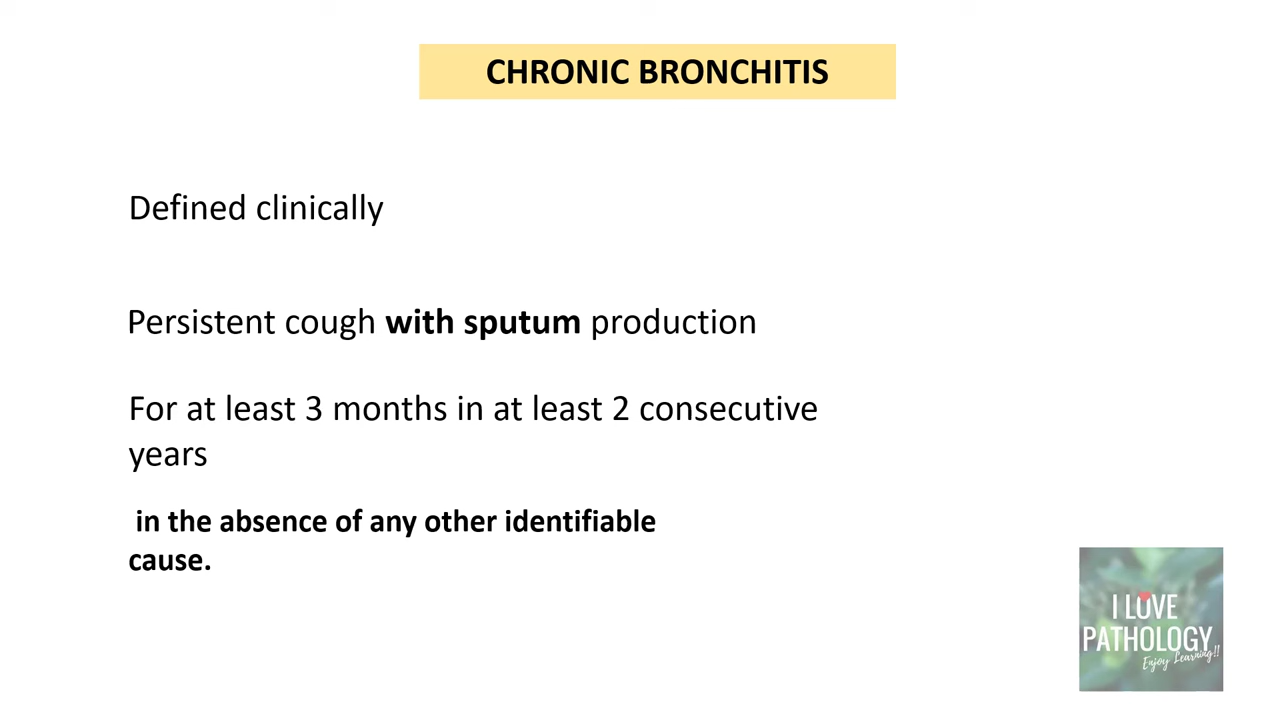 CHRONIC BRONCHITIS
Defined clinically
Persistent cough with sputum production
For at least 3 months in at least 2 consecutive
years
in the absence of any other identifiable
cause.
I LOVE
PATHOLOGY
Enjoy Learning!!